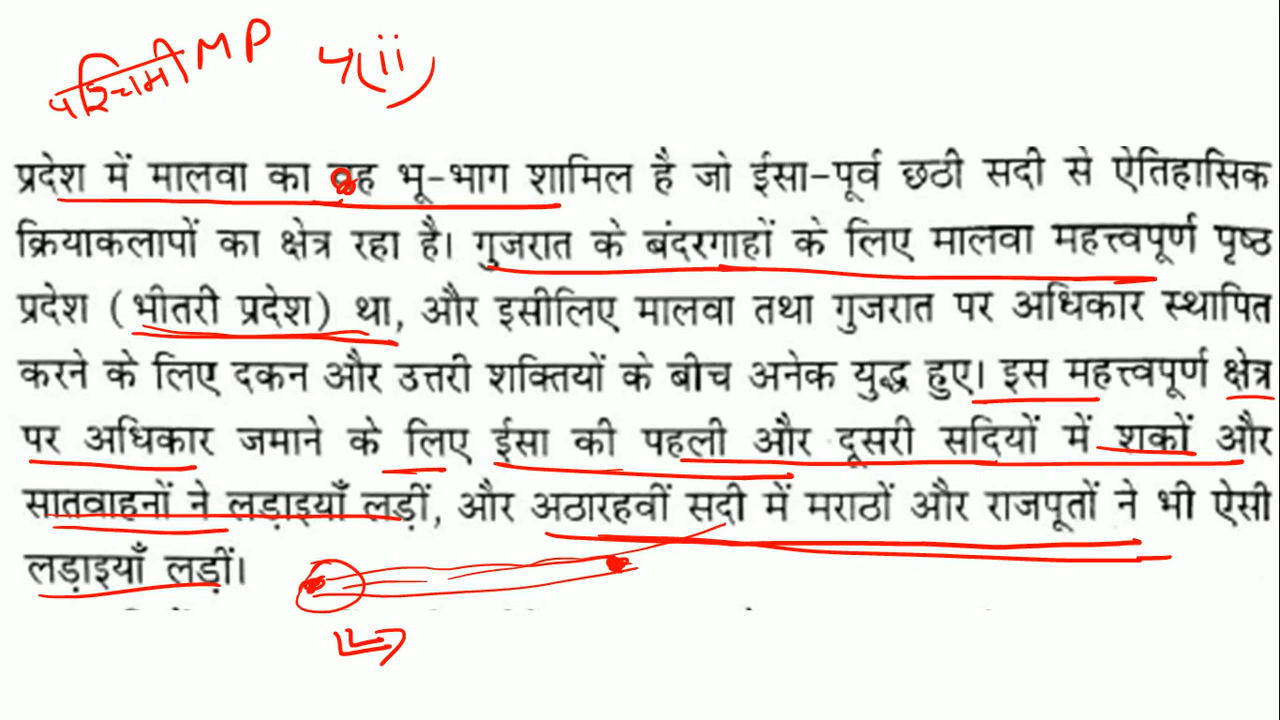 पश्चिमी MP 4(ii)
प्रदेश में मालवा का वह भू-भाग शामिल है जो ईसा-पूर्व छठी सदी से ऐतिहासिक
क्रियाकलापों का क्षेत्र रहा है। गुजरात के बंदरगाहों के लिए मालवा महत्त्वपूर्ण पृष्ठ
प्रदेश (भीतरी प्रदेश) था, और इसीलिए मालवा तथा गुजरात पर अधिकार स्थापित
करने के लिए दकन और उत्तरी शक्तियों के बीच अनेक युद्ध हुए। इस महत्त्वपूर्ण क्षेत्र
पर अधिकार जमाने के लिए ईसा की पहली और दूसरी सदियों में शकों और
सातवाहनों ने लड़ाइयाँ लड़ीं, और अठारहवीं सदी में मराठों और राजपूतों ने भी ऐसी
लड़ाइयाँ लड़ीं।